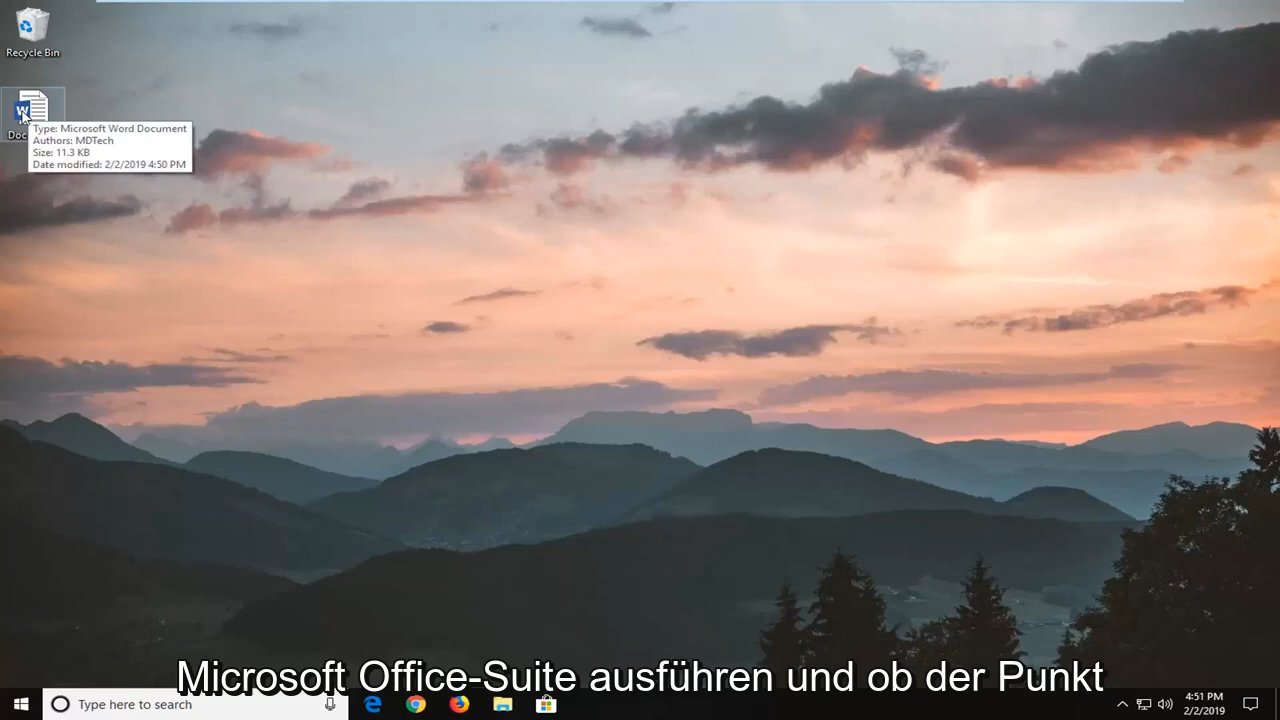 Recycle Bin
Doc
Type: Microsoft Word Document
Authors: MDTech
Size: 11.3 KB
Date modified: 2/2/2019 4:50 PM
Microsoft Office-Suite ausführen und ob der Punkt
Type here to search
4:51 PM
2/2/2019